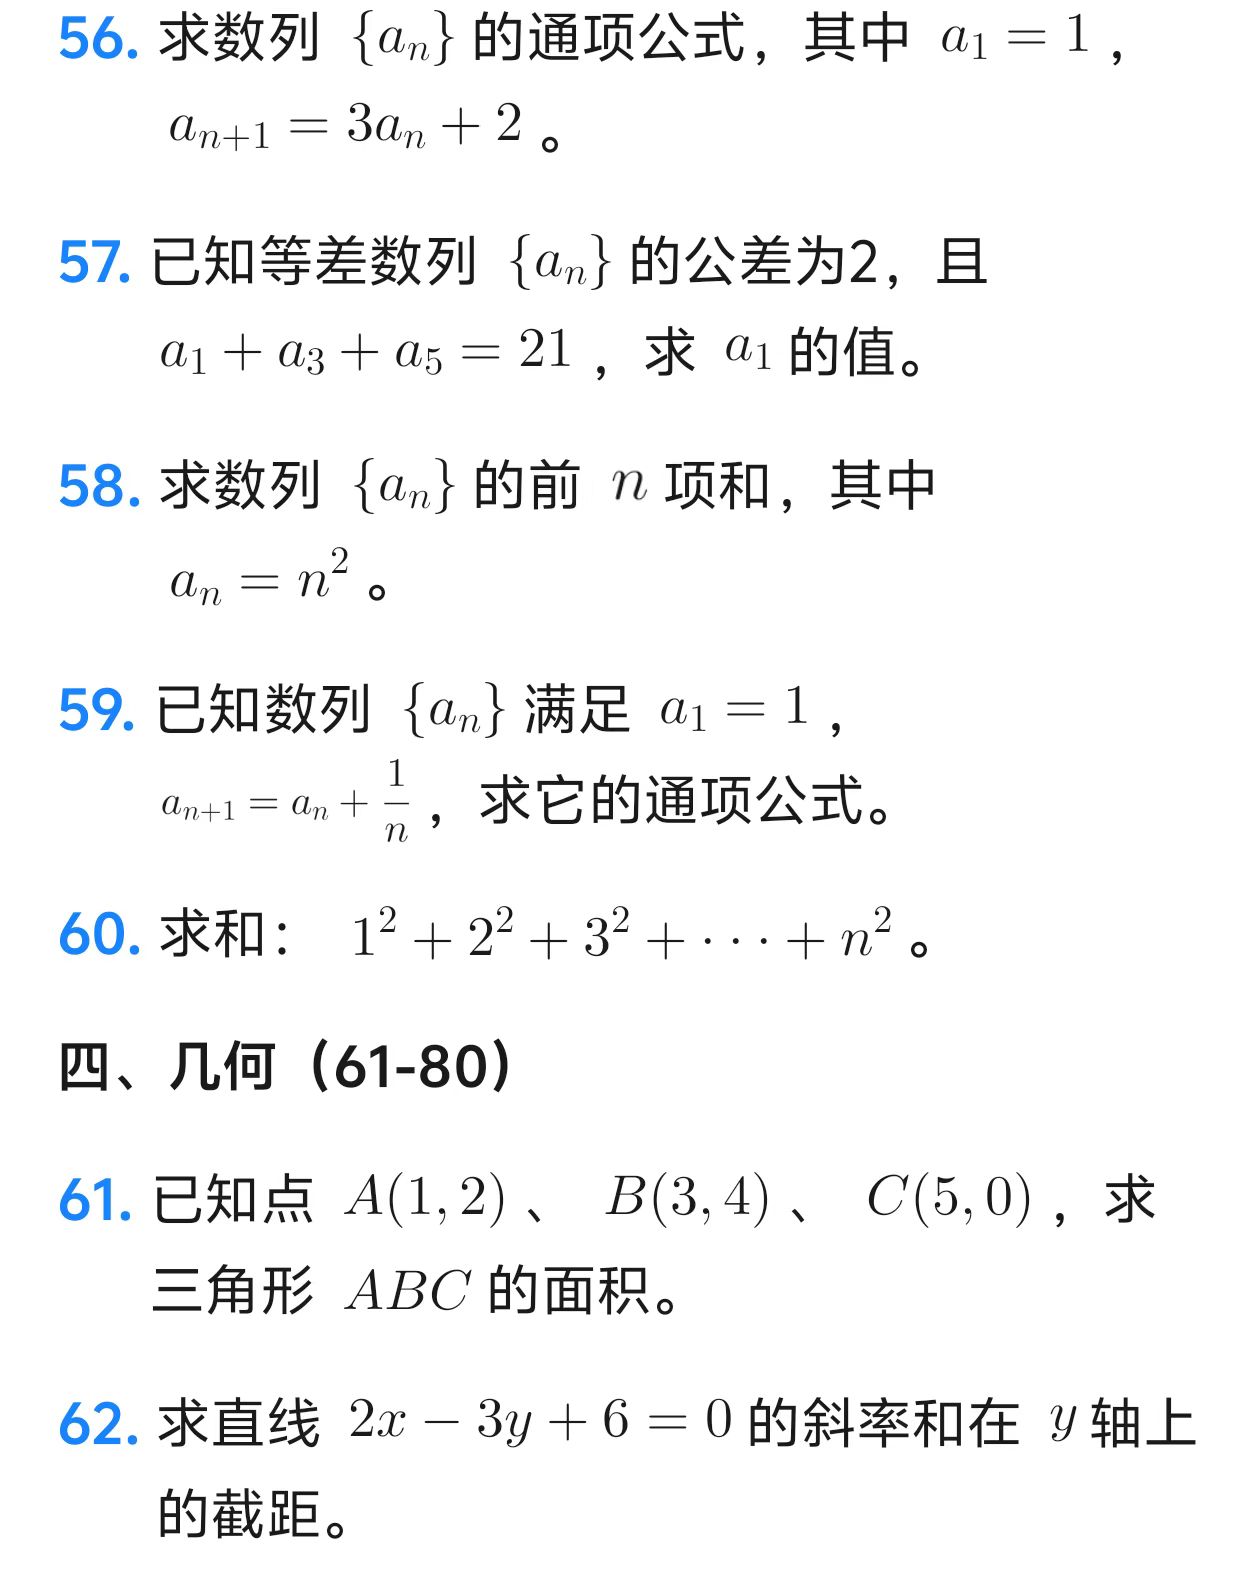 56. 求数列 $\{a_n\}$ 的通项公式，其中 $a_1 = 1$，
$a_{n+1} = 3a_n + 2$。
57. 已知等差数列 $\{a_n\}$ 的公差为2，且
$a_1 + a_3 + a_5 = 21$，求 $a_1$ 的值。
58. 求数列 $\{a_n\}$ 的前 $n$ 项和，其中
$a_n = n^2$。
59. 已知数列 $\{a_n\}$ 满足 $a_1 = 1$，
$a_{n+1} = a_n + \frac{1}{n}$，求它的通项公式。
60. 求和： $1^2 + 2^2 + 3^2 + \cdots + n^2$。
四、几何（61-80）
61. 已知点 $A(1, 2)$、 $B(3, 4)$、 $C(5, 0)$，求
三角形 $ABC$ 的面积。
62. 求直线 $2x - 3y + 6 = 0$ 的斜率和在 $y$ 轴上
的截距。